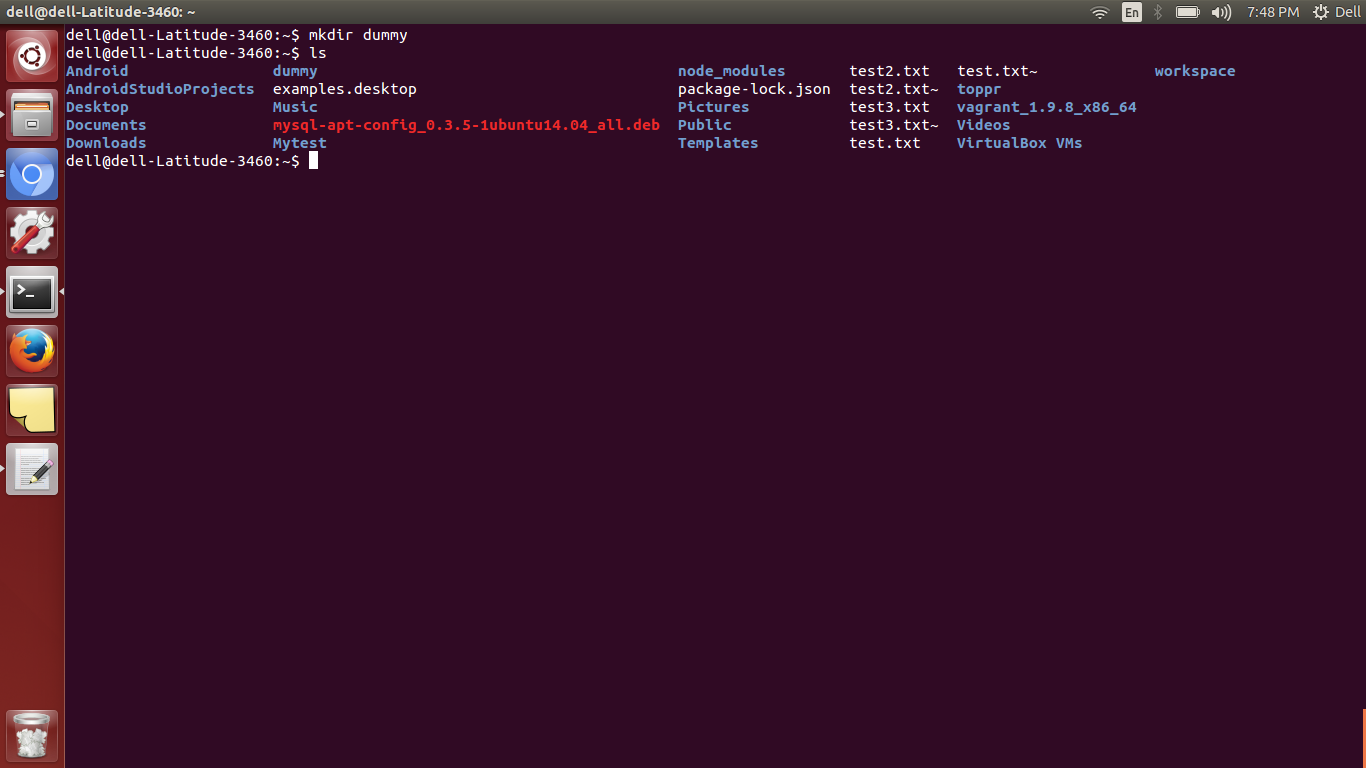 dell@dell-Latitude-3460: ~ En 7:48 PM Dell
dell@dell-Latitude-3460:~$ mkdir dummy
dell@dell-Latitude-3460:~$ ls
Android dummy node_modules test2.txt test.txt~ workspace
AndroidStudioProjects examples.desktop package-lock.json test2.txt~ toppr
Desktop Music Pictures test3.txt vagrant_1.9.8_x86_64
Documents mysql-apt-config_0.3.5-1ubuntu14.04_all.deb Public test3.txt~ Videos
Downloads Mytest Templates test.txt VirtualBox VMs
dell@dell-Latitude-3460:~$